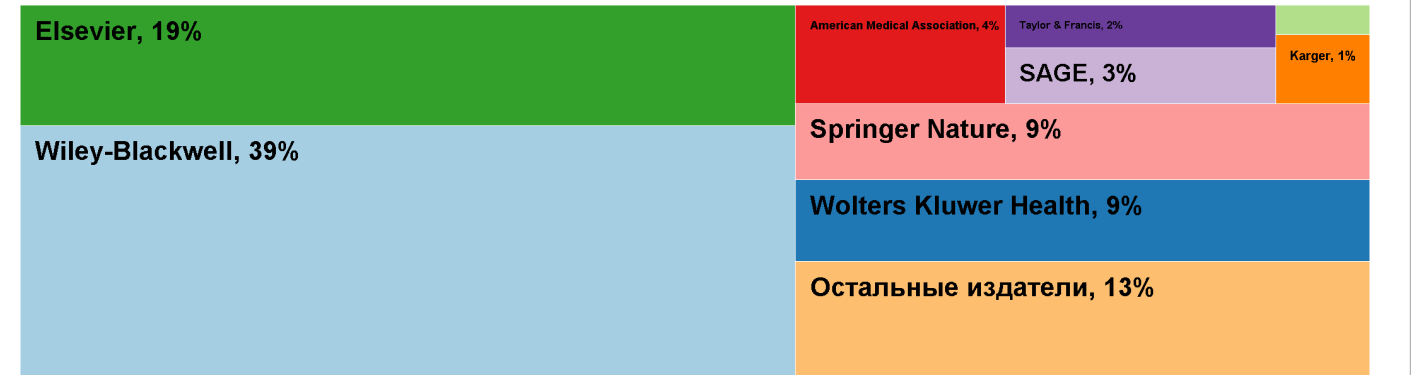 Elsevier, 19%
American Medical Association, 4%
Taylor & Francis, 2%
Karger, 1%
SAGE, 3%
Springer Nature, 9%
Wiley-Blackwell, 39%
Wolters Kluwer Health, 9%
Остальные издатели, 13%